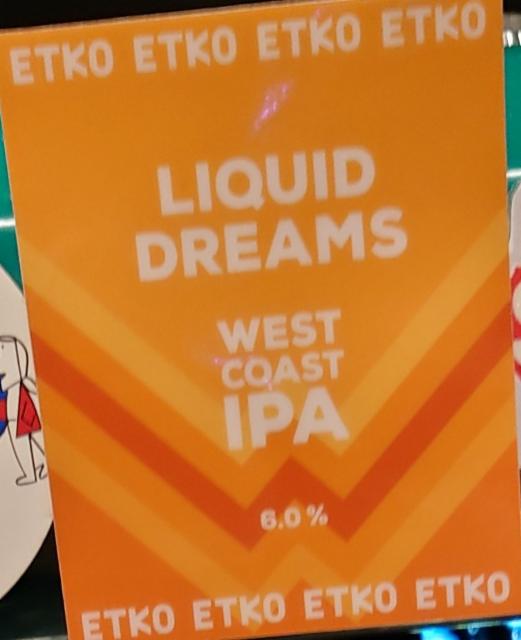 ETKO ETKO ETKO ETKO
LIQUID
DREAMS
WEST
COAST
IPA
6.0%
ETKO ETKO ETKO ETKO